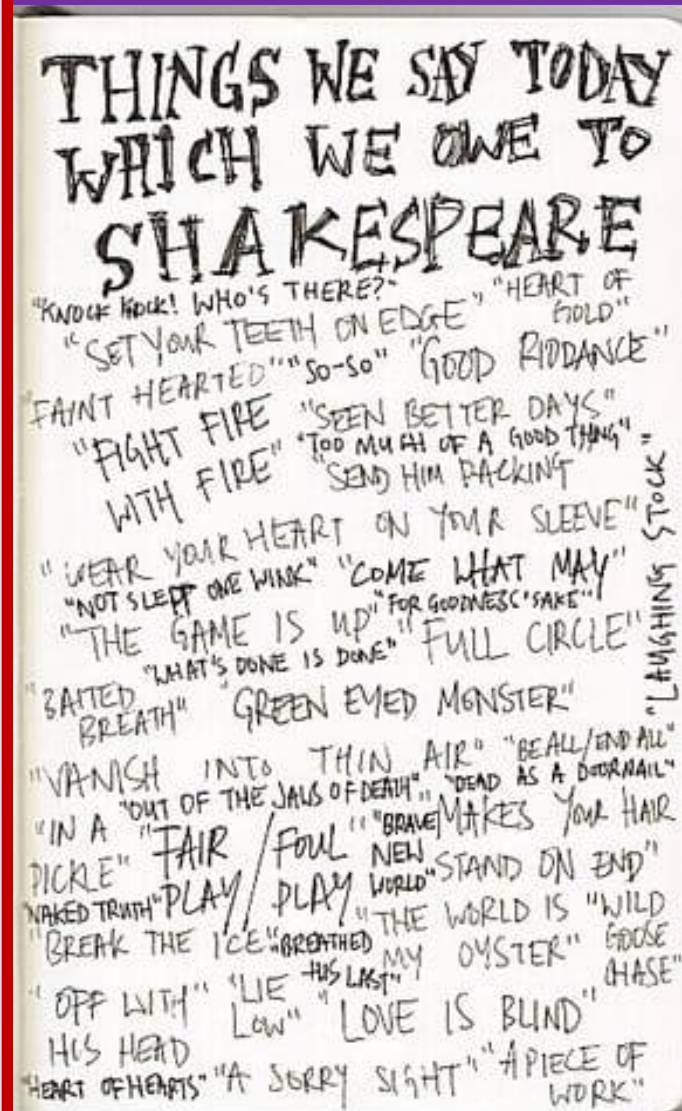 THINGS WE SAY TODAY
WHICH WE OWE TO
SHAKESPEARE
"KNOCK KNOCK! WHO'S THERE?" "HEART OF GOLD"
"SET YOUR TEETH ON EDGE"
"FAINT HEARTED" "SO-SO" "GOOD RIDDANCE"
"FIGHT FIRE WITH FIRE" "SEEN BETTER DAYS"
"TOO MUCH OF A GOOD THING"
"SEND HIM PACKING
"WEAR YOUR HEART ON YOUR SLEEVE"
"LAUGHING STOCK"
"NOT SLEPT ONE WINK" "COME WHAT MAY"
"THE GAME IS UP" "FOR GOODNESS' SAKE"
"WHAT'S DONE IS DONE" "FULL CIRCLE"
"BAITED BREATH" "GREEN EYED MONSTER"
"VANISH INTO THIN AIR" "BE ALL/END ALL"
"OUT OF THE JAWS OF DEATH" "DEAD AS A DOORNAIL"
"IN A PICKLE" "FAIR PLAY / FOUL PLAY" "BRAVE NEW WORLD" MAKES YOUR HAIR STAND ON END"
"NAKED TRUTH"
"BREAK THE ICE" "BREATHED HIS LAST" "THE WORLD IS MY OYSTER" "WILD GOOSE CHASE"
"OFF WITH" HIS HEAD "LIE LOW" "LOVE IS BLIND"
"HEART OF HEARTS" "A SORRY SIGHT" "A PIECE OF WORK"